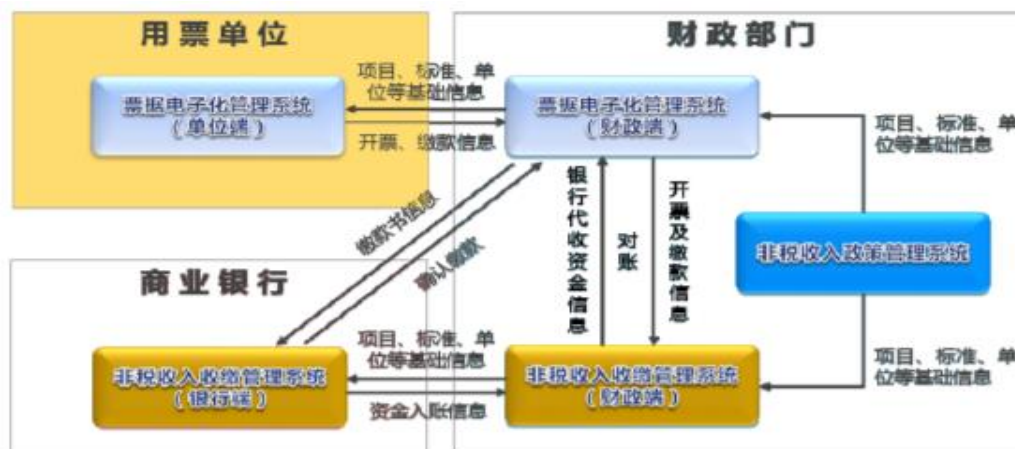 用票单位
财政部门
票据电子化管理系统
（单位端）
项目、标准、单
位等基础信息
开票、缴款信息
票据电子化管理系统
（财政端）
项目、标准、单
位等基础信息
缴款书信息
确认缴款
银行代收资金信息
对账
开票及缴款信息
非税收入政策管理系统
商业银行
非税收入收缴管理系统
（银行端）
项目、标准、单
位等基础信息
资金入账信息
非税收入收缴管理系统
（财政端）
项目、标准、单
位等基础信息